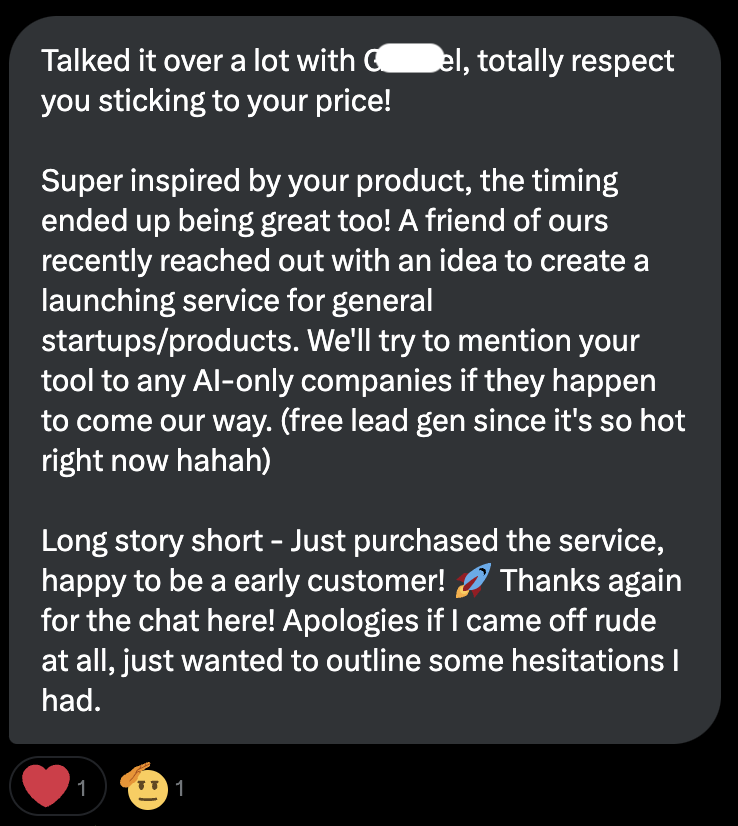 Talked it over a lot with totally respect
you sticking to your price!
Super inspired by your product, the timing
ended up being great too! A friend of ours
recently reached out with an idea to create a
launching service for general
startups/products. We'll try to mention your
tool to any AI-only companies if they happen
to come our way. (free lead gen since it's so hot
right now hahah)
Long story short - Just purchased the service,
happy to be a early customer! 🚀 Thanks again
for the chat here! Apologies if I came off rude
at all, just wanted to outline some hesitations I
had.
1 1